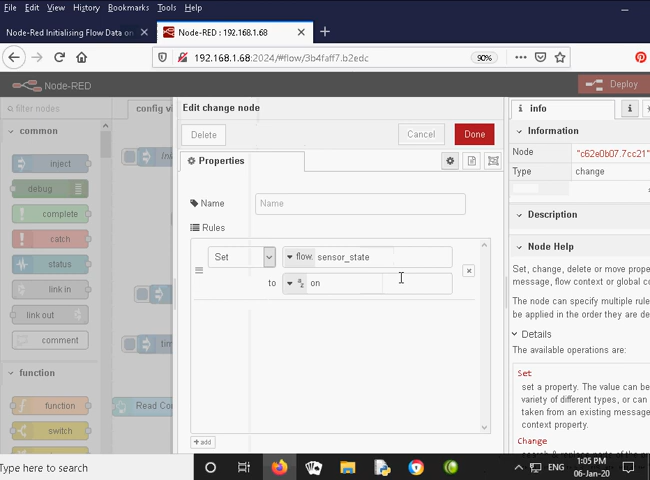 File Edit View History Bookmarks Tools Help
Node-Red Initialising Flow Data on
Node-RED : 192.168.1.68
192.168.1.68:2024/#flow/3b4faff7.b2edc
90%
Node-RED
Deploy
filter nodes
config
Edit change node
info
i
common
Delete
Cancel
Done
Information
inject
Properties
Node "c62e0b07.7cc21"
Type change
debug
complete
Name
Name
Description
catch
Rules
Node Help
status
Set
flow. sensor_state
Set, change, delete or move prope
message, flow context or global co
link in
to
on
The node can specify multiple rule
be applied in the order they are de
link out
comment
Details
The available operations are:
function
Set
set a property. The value can be
variety of different types, or can
taken from an existing message
context property.
function
Read Co
switch
add
Change
Type here to search
ENG
1:05 PM
06-Jan-20